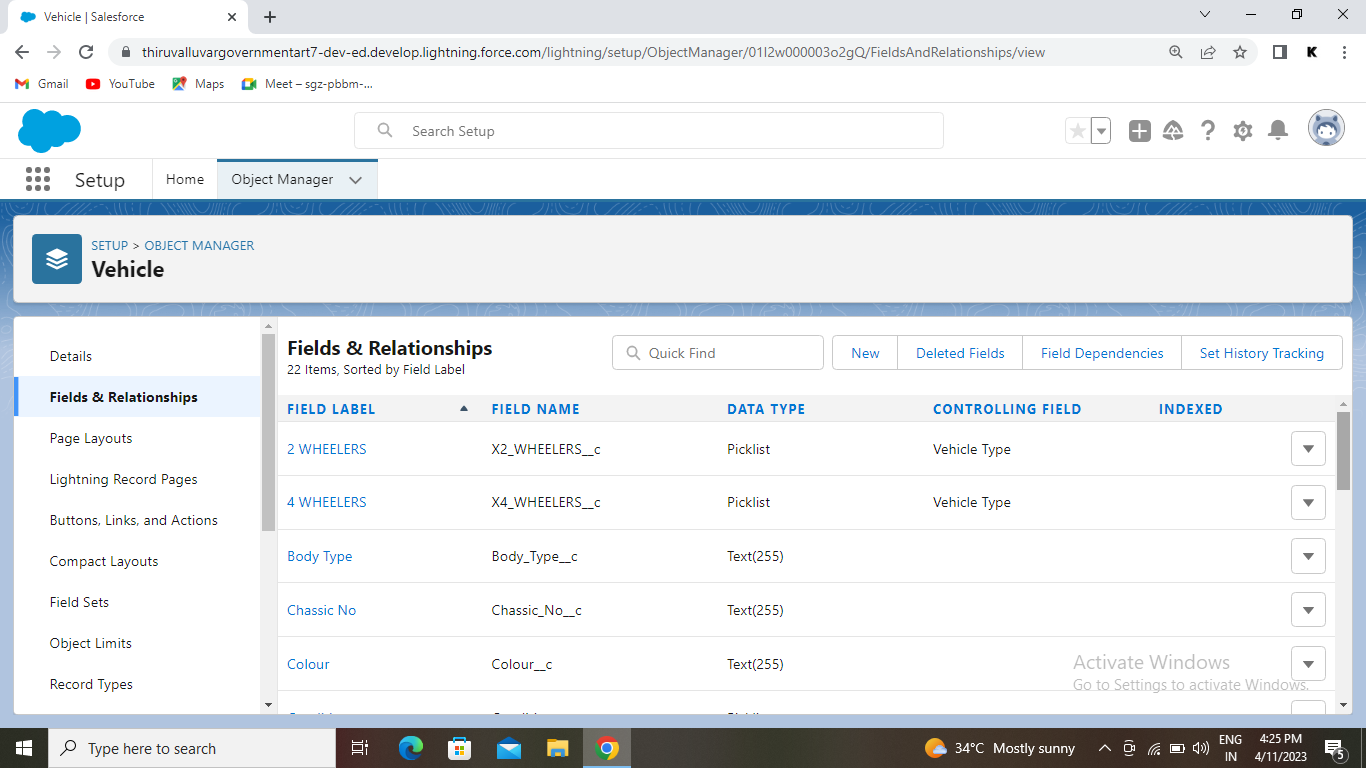 Vehicle | Salesforce
thiruvalluvargovernmentart7-dev-ed.develop.lightning.force.com/lightning/setup/ObjectManager/01I2w000003o2gQ/FieldsAndRelationships/view
K
Gmail YouTube Maps Meet – sgz-pbbm-...
Search Setup
Setup Home Object Manager
SETUP > OBJECT MANAGER
Vehicle
Details
Fields & Relationships
Page Layouts
Lightning Record Pages
Buttons, Links, and Actions
Compact Layouts
Field Sets
Object Limits
Record Types
Fields & Relationships
22 Items, Sorted by Field Label
Quick Find
New Deleted Fields Field Dependencies Set History Tracking
FIELD LABEL FIELD NAME DATA TYPE CONTROLLING FIELD INDEXED
2 WHEELERS X2_WHEELERS__c Picklist Vehicle Type
4 WHEELERS X4_WHEELERS__c Picklist Vehicle Type
Body Type Body_Type__c Text(255)
Chassic No Chassic_No__c Text(255)
Colour Colour__c Text(255)
Activate Windows
Go to Settings to activate Windows.
Type here to search
34°C Mostly sunny
ENG
IN
4:25 PM
4/11/2023
5